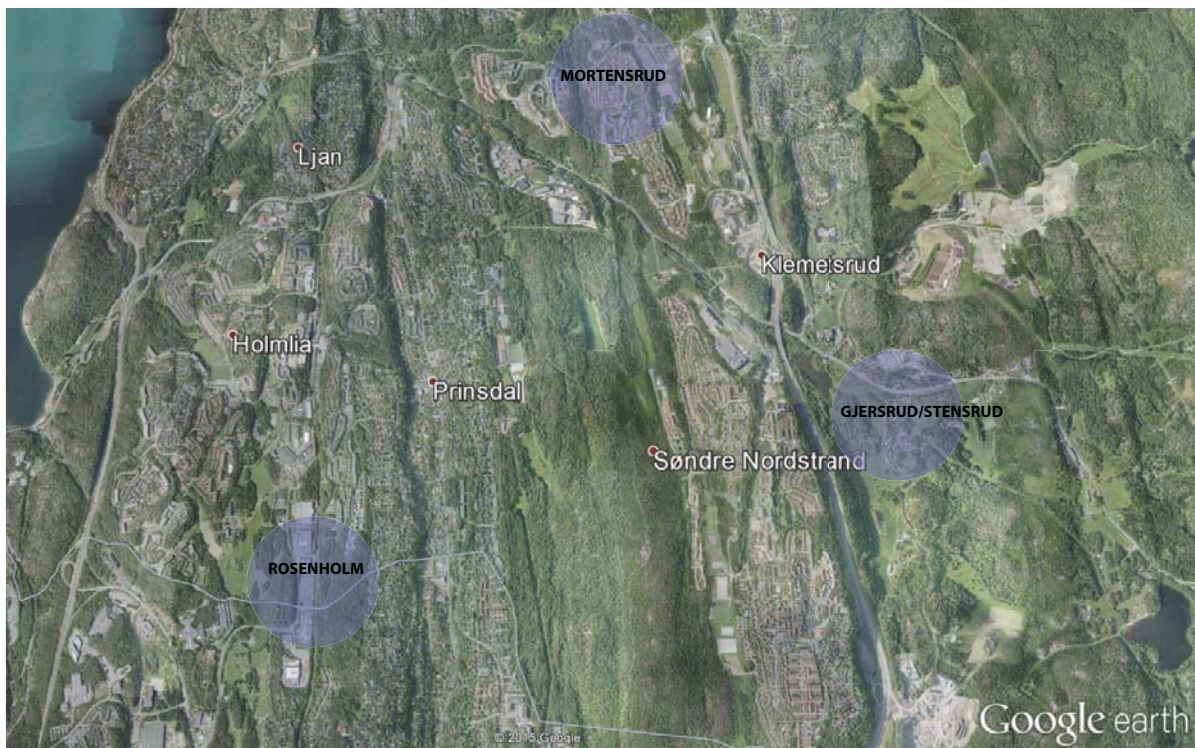 MORTENSRUD
Ljan
Klemetsrud
Holmlia
Prinsdal
GJERSRUD/STENSRUD
Søndre Nordstrand
ROSENHOLM
Google earth
© 2015 Google